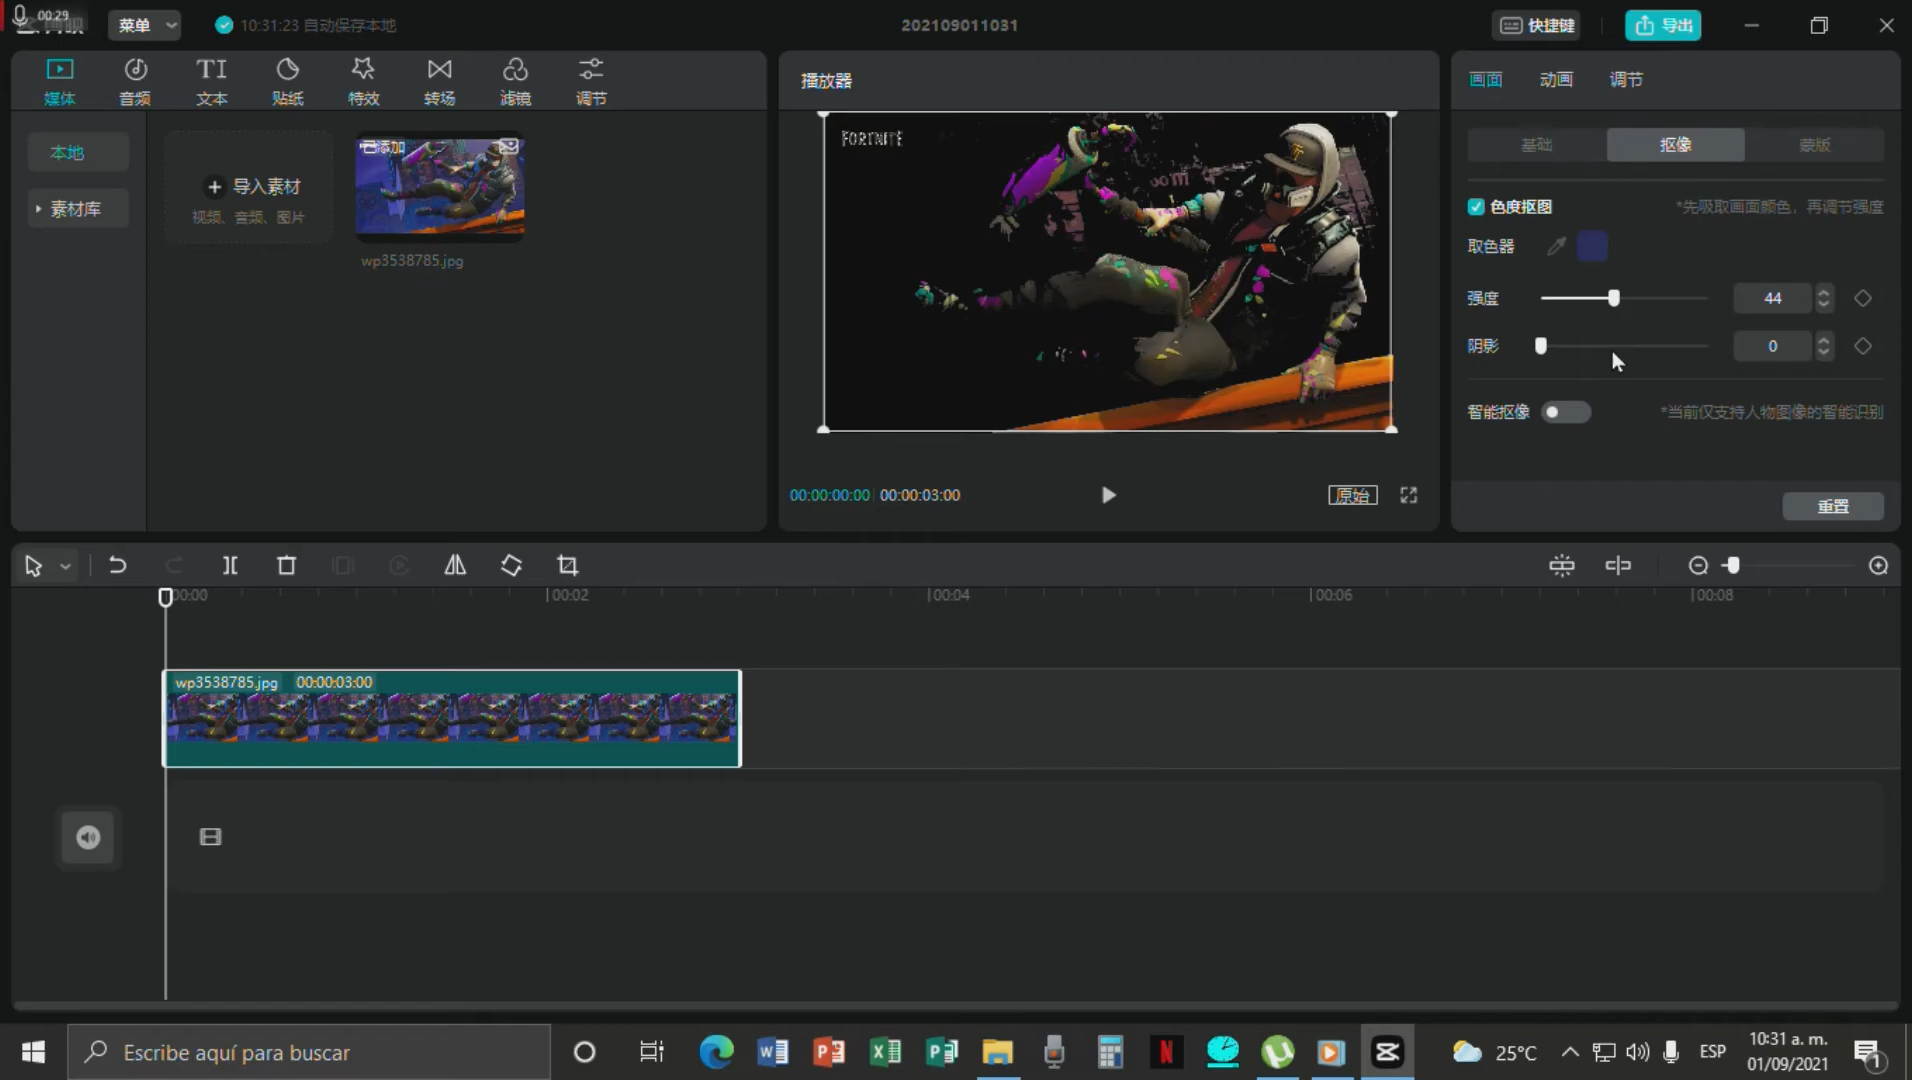 00:29
菜单
10:31:23 自动保存本地
202109011031
快捷键
导出
媒体
音频
文本
贴纸
特效
转场
滤镜
调节
本地
素材库
导入素材
视频、音频、图片
已添加
wp3538785.jpg
播放器
FORTNITE
00:00:00:00
00:00:03:00
原始
画面
动画
调节
基础
抠像
蒙版
色度抠图
*先吸取画面颜色，再调节强度
取色器
强度
44
阴影
0
智能抠像
*当前仅支持人物图像的智能识别
重置
00:00
00:02
00:04
00:06
00:08
wp3538785.jpg 00:00:03:00
Escribe aquí para buscar
25°C
ESP
10:31 a. m.
01/09/2021
1